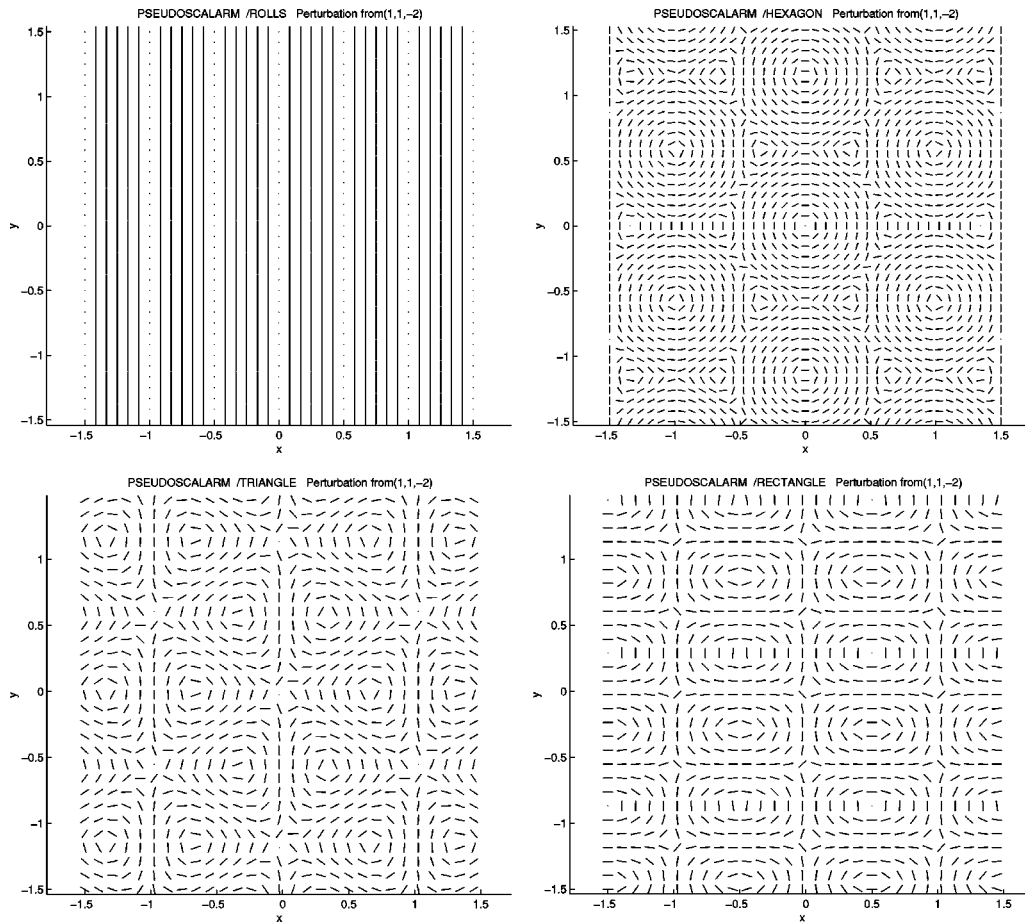 PSEUDOSCALARM /ROLLS Perturbation from(1,1,−2)
1.5
1
0.5
0
−0.5
−1
−1.5
y
−1.5 −1 −0.5 0 0.5 1 1.5
x
PSEUDOSCALARM /HEXAGON Perturbation from(1,1,−2)
1.5
1
0.5
0
−0.5
−1
−1.5
y
−1.5 −1 −0.5 0 0.5 1 1.5
x
PSEUDOSCALARM /TRIANGLE Perturbation from(1,1,−2)
1
0.5
0
−0.5
−1
−1.5
y
−1.5 −1 −0.5 0 0.5 1 1.5
x
PSEUDOSCALARM /RECTANGLE Perturbation from(1,1,−2)
1
0.5
0
−0.5
−1
−1.5
y
−1.5 −1 −0.5 0 0.5 1 1.5
x